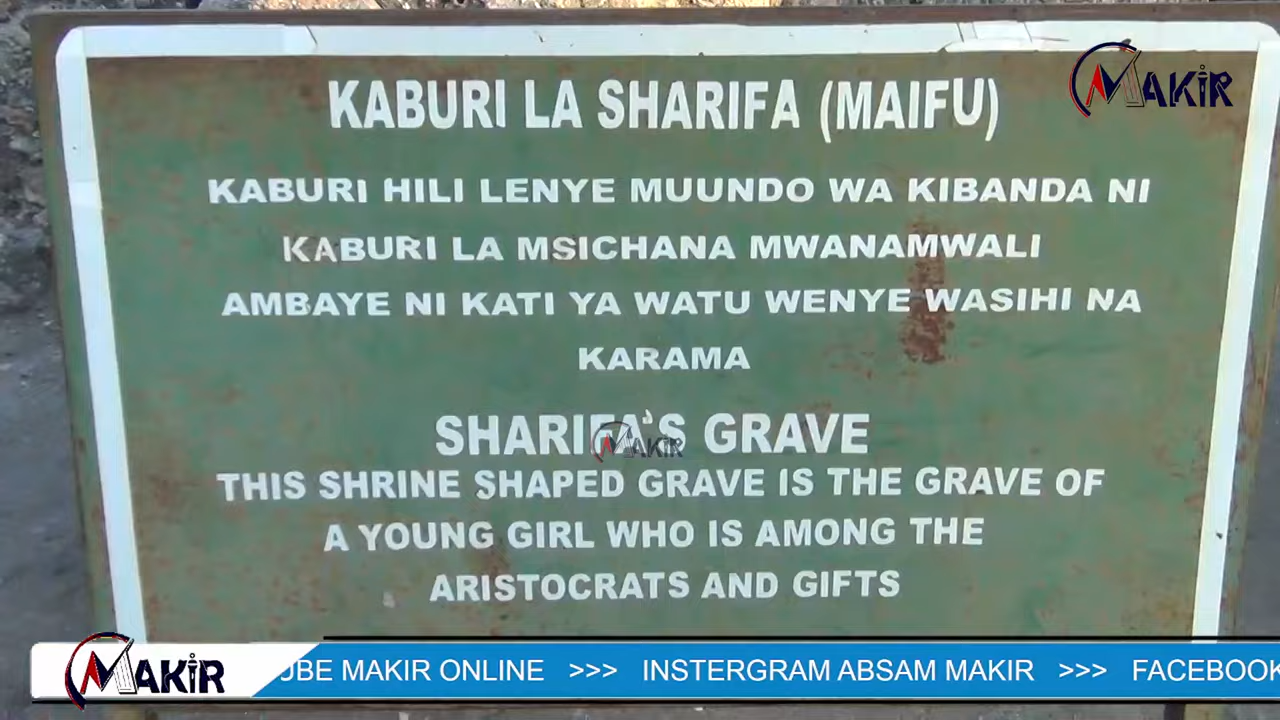 KABURI LA SHARIFA (MAIFU)
MAKIR
KABURI HILI LENYE MUUNDO WA KIBANDA NI
KABURI LA MSICHANA MWANAMWALI
AMBAYE NI KATI YA WATU WENYE WASIHI NA
KARAMA
SHARIFA'S GRAVE
MAKIR
THIS SHRINE SHAPED GRAVE IS THE GRAVE OF
A YOUNG GIRL WHO IS AMONG THE
ARISTOCRATS AND GIFTS
MAKIR
UBE MAKIR ONLINE >>> INSTERGRAM ABSAM MAKIR >>> FACEBOOK